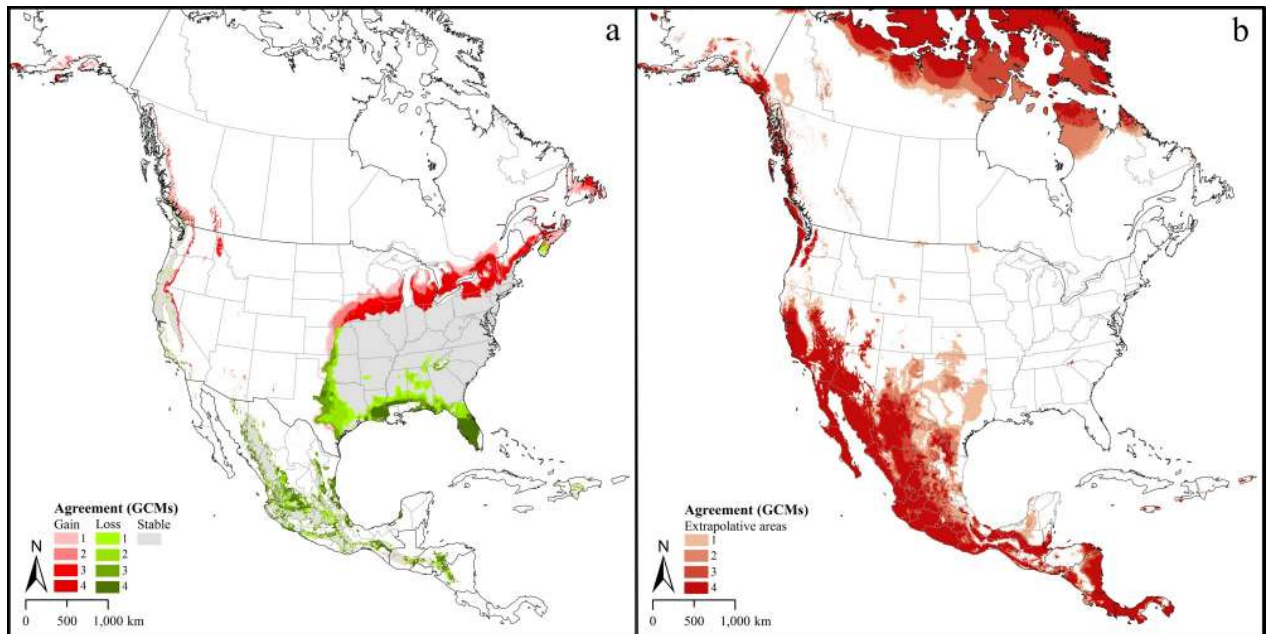 a
Agreement (GCMs)
Gain Loss Stable
1 1
2 2
3 3
4 4
N
0 500 1,000 km
b
Agreement (GCMs)
Extrapolative areas
1
2
3
4
N
0 500 1,000 km